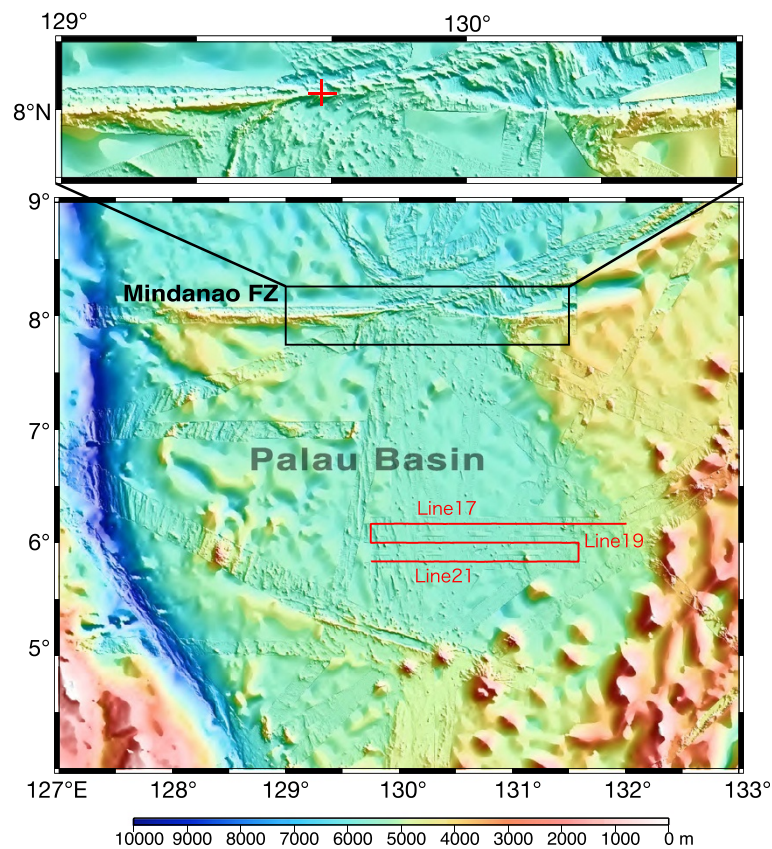 129° 130°
8°N
9°
Mindanao FZ
8°
7°
Palau Basin
Line17
6° Line19
Line21
5°
127°E 128° 129° 130° 131° 132° 133°
10000 9000 8000 7000 6000 5000 4000 3000 2000 1000 0 m